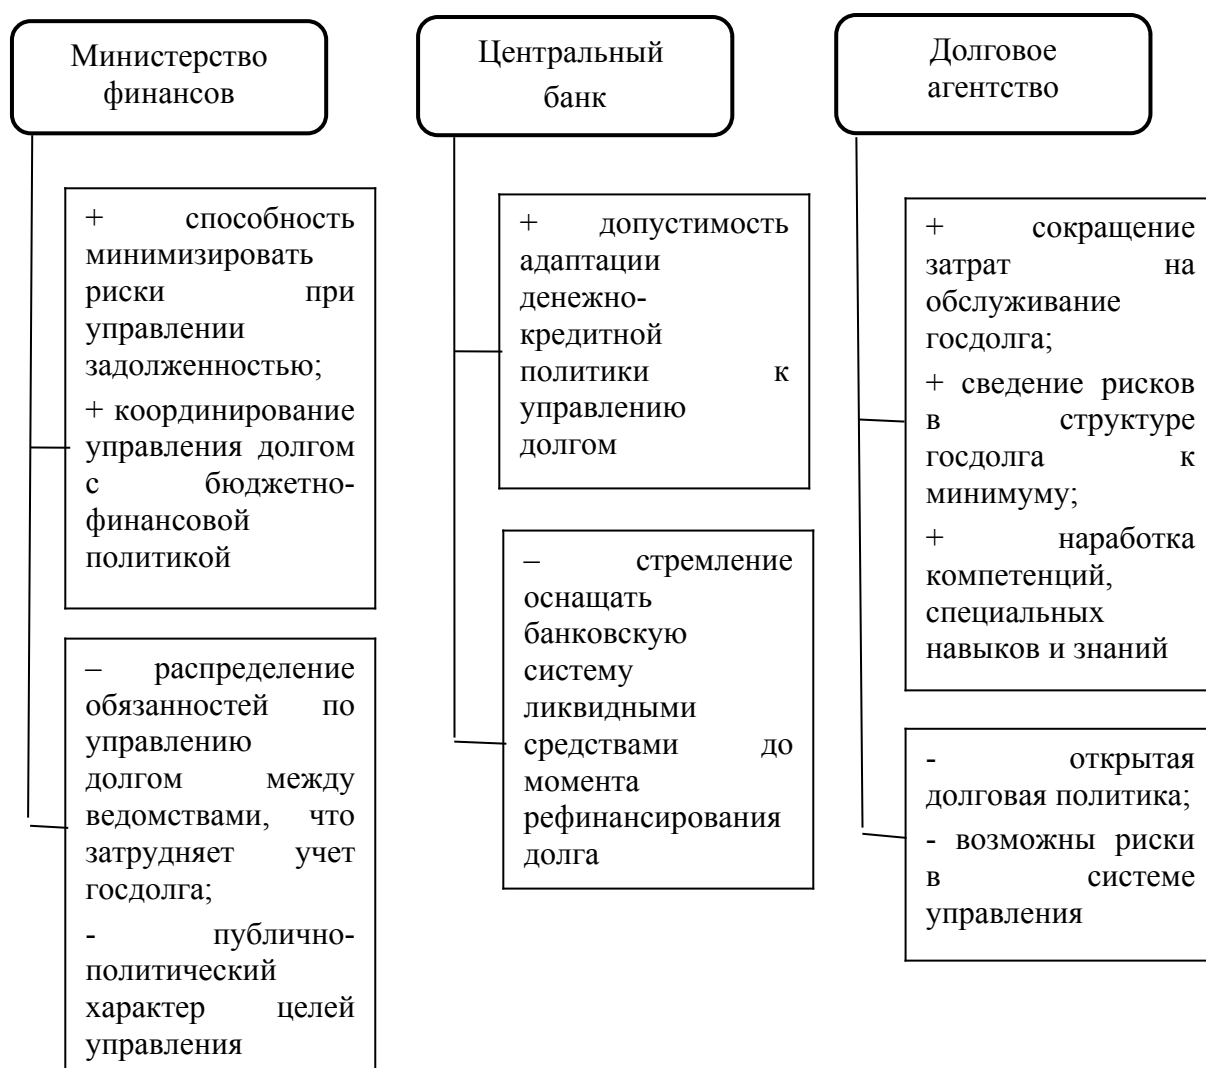 Министерство
финансов
+ способность
минимизировать
риски при
управлении
задолженностью;
+ координирование
управления долгом
с бюджетно-
финансовой
политикой
– распределение
обязанностей по
управлению
долгом между
ведомствами, что
затрудняет учет
госдолга;
- публично-
политический
характер целей
управления
Центральный
банк
+ допустимость
адаптации
денежно-
кредитной
политики к
управлению
долгом
– стремление
оснащать
банковскую
систему
ликвидными
средствами до
момента
рефинансирования
долга
Долговое
агентство
+ сокращение
затрат на
обслуживание
госдолга;
+ сведение рисков
в структуре
госдолга к
минимуму;
+ наработка
компетенций,
специальных
навыков и знаний
- открытая
долговая политика;
- возможны риски
в системе
управления